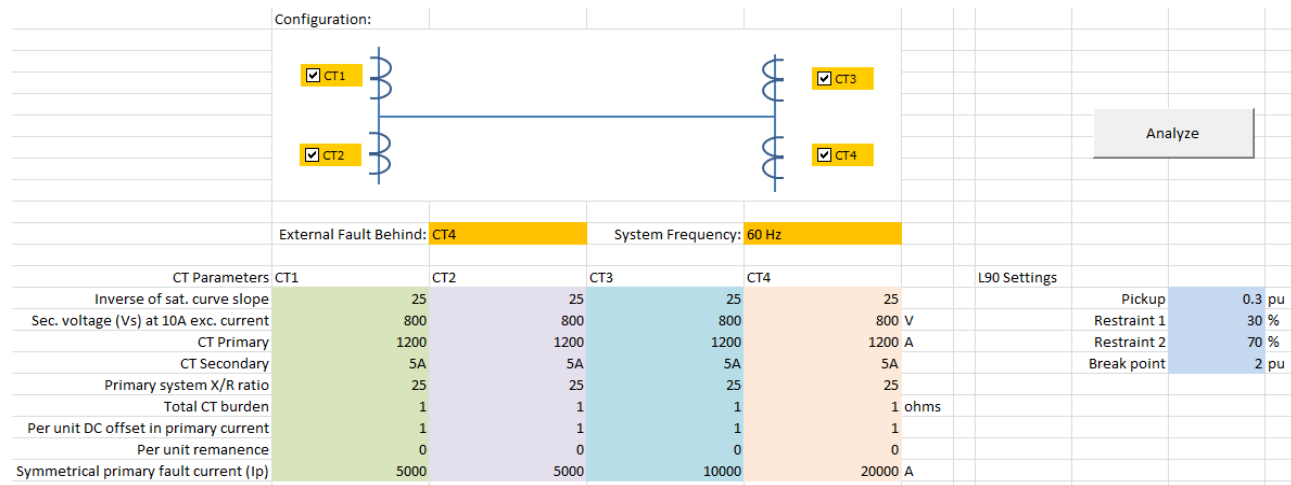 Configuration:
CT1
CT3
Analyze
CT2
CT4
External Fault Behind: CT4 System Frequency: 60 Hz
CT Parameters CT1 CT2 CT3 CT4 L90 Settings
Inverse of sat. curve slope 25 25 25 25 Pickup 0.3 pu
Sec. voltage (Vs) at 10A exc. current 800 800 800 800 V Restraint 1 30 %
CT Primary 1200 1200 1200 1200 A Restraint 2 70 %
CT Secondary 5A 5A 5A 5A Break point 2 pu
Primary system X/R ratio 25 25 25 25
Total CT burden 1 1 1 1 ohms
Per unit DC offset in primary current 1 1 1 1
Per unit remanence 0 0 0 0
Symmetrical primary fault current (Ip) 5000 5000 10000 20000 A